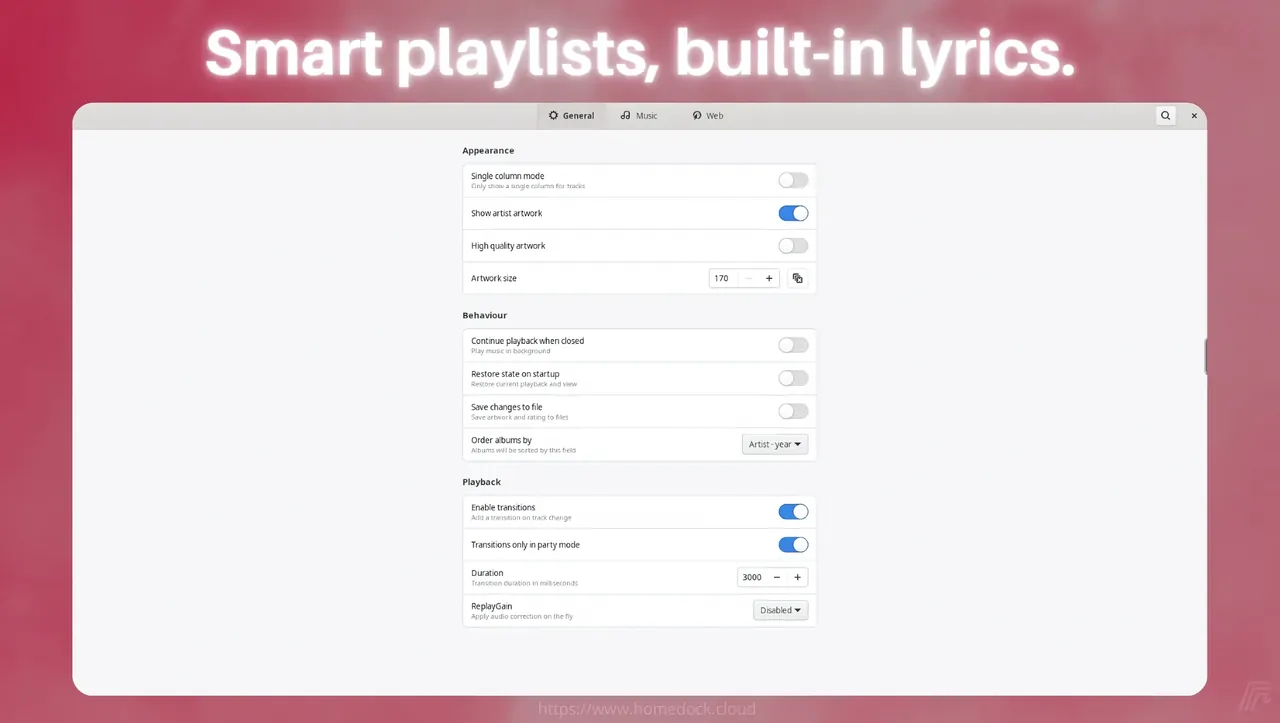 Smart playlists, built-in lyrics.
General Music Web
Appearance
Single column mode
Only show a single column for tracks
Show artist artwork
High quality artwork
Artwork size 170 − +
Behaviour
Continue playback when closed
Play music in background
Restore state on startup
Restore current playback and view
Save changes to file
Save artwork and rating to files
Order albums by
Artist - year
Albums will be sorted by this field
Playback
Enable transitions
Add a transition on track change
Transitions only in party mode
Duration
3000 − +
Transition duration in milliseconds
ReplayGain
Disabled
Apply audio correction on the fly
https://www.homedock.cloud